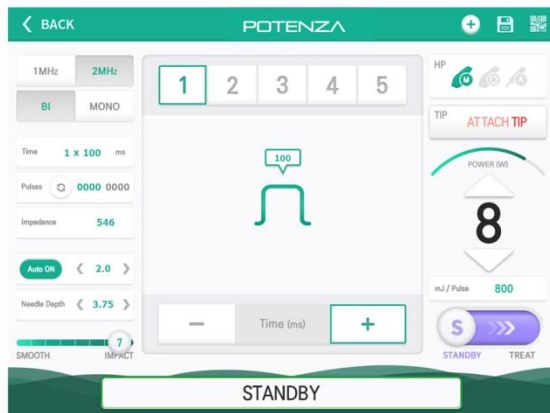 BACK
POTENZA
1MHz 2MHz
BI MONO
Time 1 x 100 ms
Pulses 0000 0000
Impedance 546
Auto ON 2.0
Needle Depth 3.75
7
SMOOTH IMPACT
1 2 3 4 5
100
− Time (ms) +
HP
M
TIP ATTACH TIP
POWER (W)
8
mJ / Pulse 800
S
STANDBY TREAT
STANDBY